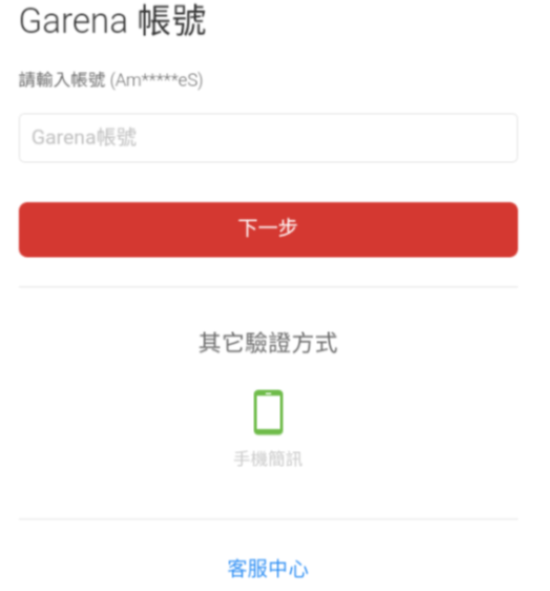 Garena 帳號
請輸入帳號 (Am*****eS)
Garena帳號
下一步
其它驗證方式
手機簡訊
客服中心